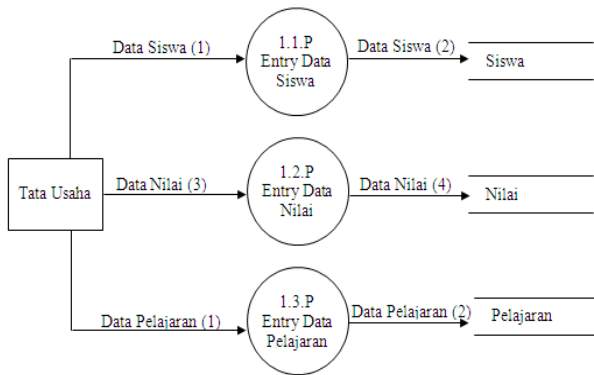 Data Siswa (1)
1.1.P
Entry Data
Siswa
Data Siswa (2)
Siswa
Tata Usaha
Data Nilai (3)
1.2.P
Entry Data
Nilai
Data Nilai (4)
Nilai
Data Pelajaran (1)
1.3.P
Entry Data
Pelajaran
Data Pelajaran (2)
Pelajaran